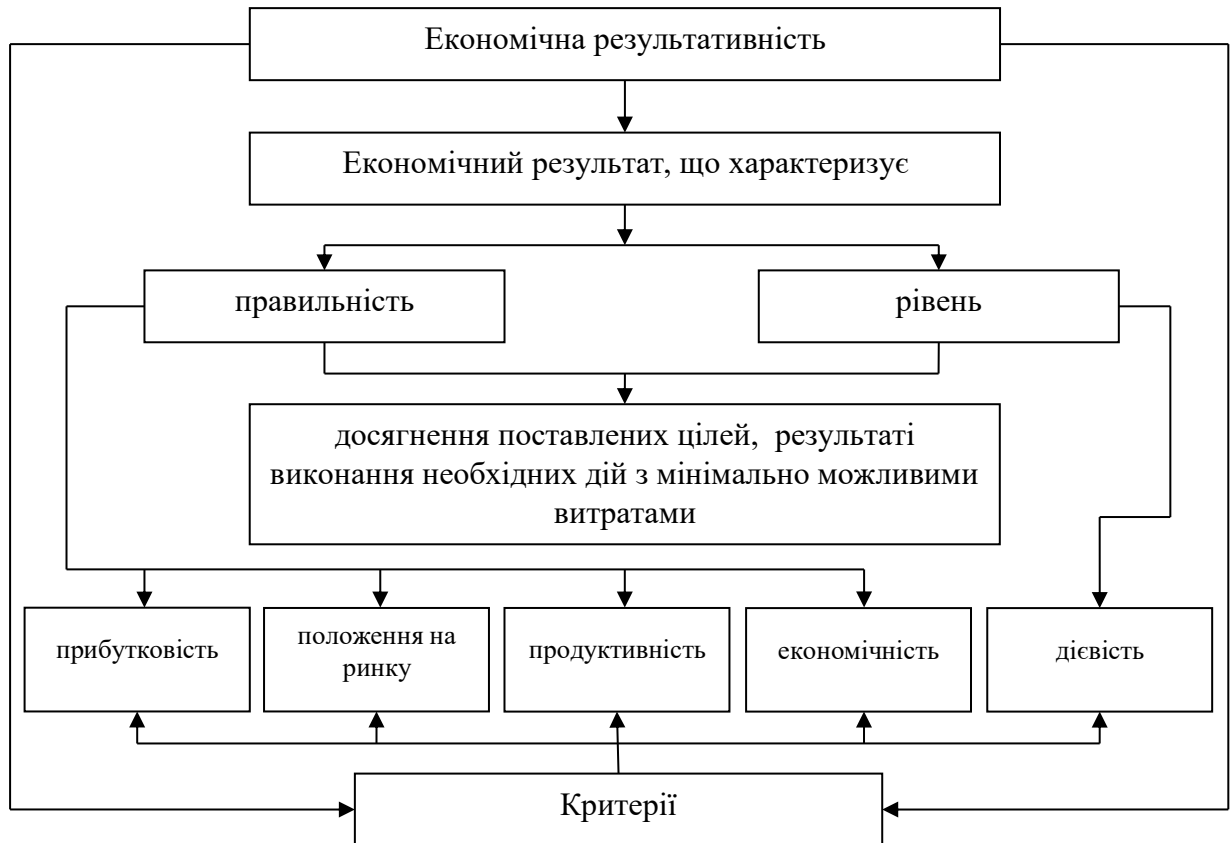 Економічна результативність
Економічний результат, що характеризує
правильність
рівень
досягнення поставлених цілей, результаті
виконання необхідних дій з мінімально можливими
витратами
прибутковість
положення на
ринку
продуктивність
економічність
дієвість
Критерії